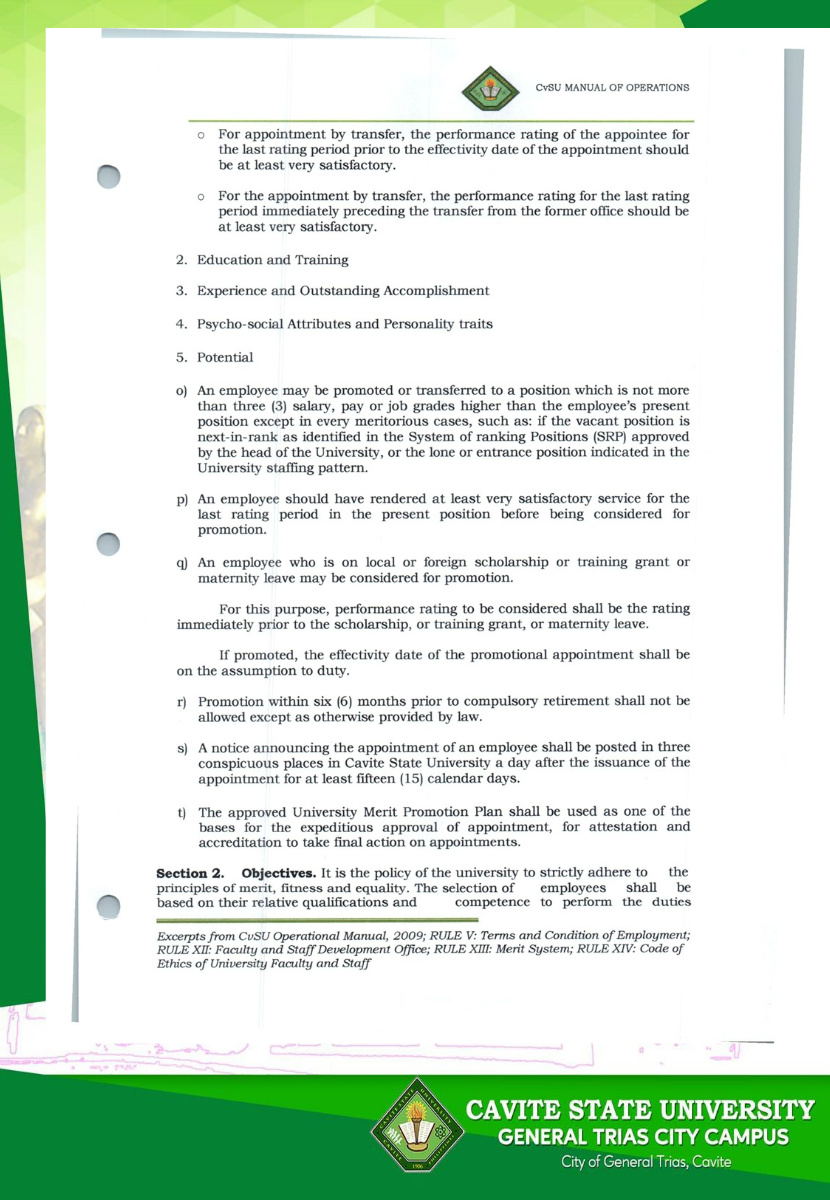 CvSU MANUAL OF OPERATIONS
o For appointment by transfer, the performance rating of the appointee for
the last rating period prior to the effectivity date of the appointment should
be at least very satisfactory.
o For the appointment by transfer, the performance rating for the last rating
period immediately preceding the transfer from the former office should be
at least very satisfactory.
2. Education and Training
3. Experience and Outstanding Accomplishment
4. Psycho-social Attributes and Personality traits
5. Potential
o) An employee may be promoted or transferred to a position which is not more
than three (3) salary, pay or job grades higher than the employee's present
position except in every meritorious cases, such as: if the vacant position is
next-in-rank as identified in the System of ranking Positions (SRP) approved
by the head of the University, or the lone or entrance position indicated in the
University staffing pattern.
p) An employee should have rendered at least very satisfactory service for the
last rating period in the present position before being considered for
promotion.
q) An employee who is on local or foreign scholarship or training grant or
maternity leave may be considered for promotion.
For this purpose, performance rating to be considered shall be the rating
immediately prior to the scholarship, or training grant, or maternity leave.
If promoted, the effectivity date of the promotional appointment shall be
on the assumption to duty.
r) Promotion within six (6) months prior to compulsory retirement shall not be
allowed except as otherwise provided by law.
s) A notice announcing the appointment of an employee shall be posted in three
conspicuous places in Cavite State University a day after the issuance of the
appointment for at least fifteen (15) calendar days.
t) The approved University Merit Promotion Plan shall be used as one of the
bases for the expeditious approval of appointment, for attestation and
accreditation to take final action on appointments.
Section 2. Objectives. It is the policy of the university to strictly adhere to the
principles of merit, fitness and equality. The selection of employees shall be
based on their relative qualifications and competence to perform the duties
Excerpts from CvSU Operational Manual, 2009; RULE V: Terms and Condition of Employment;
RULE XII: Faculty and Staff Development Office; RULE XIII: Merit System; RULE XIV: Code of
Ethics of University Faculty and Staff
CAVITE STATE UNIVERSITY
1906
CAVITE STATE UNIVERSITY
GENERAL TRIAS CITY CAMPUS
City of General Trias, Cavite